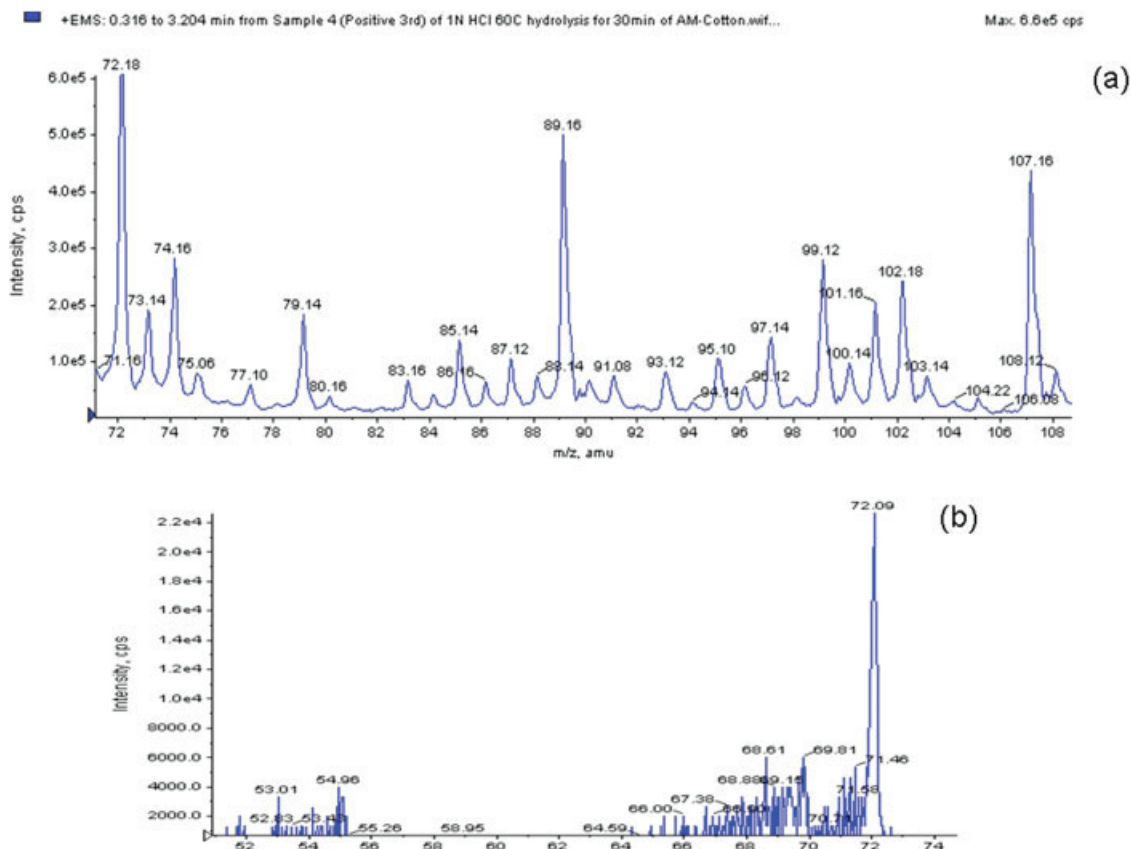 +EMS: 0.316 to 3.204 min from Sample 4 (Positive 3rd) of 1N HCl 60C hydrolysis for 30min of AM-Cotton.wif... Max. 6.6e5 cps
(a)
72.18
6.0e5
89.16
5.0e5
107.16
4.0e5
Intensity, cps
74.16
99.12
3.0e5
102.18
73.14
79.14
101.16
2.0e5
85.14
97.14
87.12
95.10
71.16
75.06
77.10
83.16
86.16
88.14
91.08
93.12
96.12
100.14
103.14
108.12
1.0e5
80.16
94.14
104.22
106.08
72 74 76 78 80 82 84 86 88 90 92 94 96 98 100 102 104 106 108
m/z, amu
(b)
72.09
2.2e4
2.0e4
1.8e4
1.6e4
1.4e4
1.2e4
Intensity, cps
1.0e4
8000.0
68.61 69.81 71.46
6000.0
54.96
68.88
69.15
53.01
67.38
71.58
4000.0
52.83
53.43
66.00
70.71
2000.0
55.26
58.95
64.59
52 54 56 58 60 62 64 66 68 70 72 74